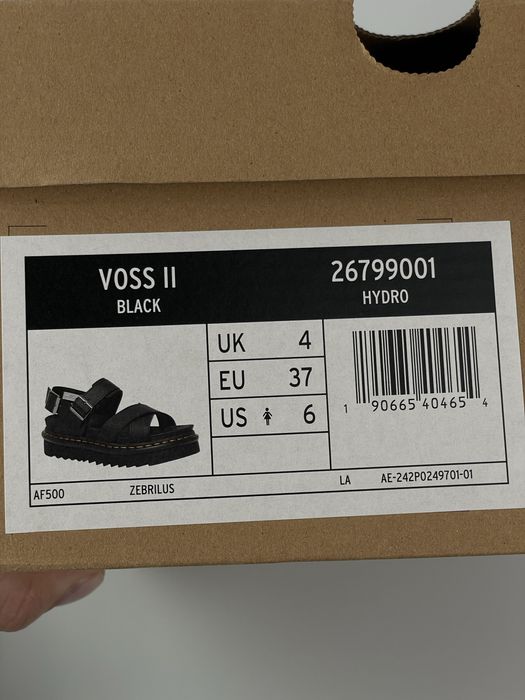 VOSS II 26799001
BLACK HYDRO
UK 4
EU 37
US 6
1 90665 40465 4
AF500 ZEBRILUS LA AE-242P0249701-01